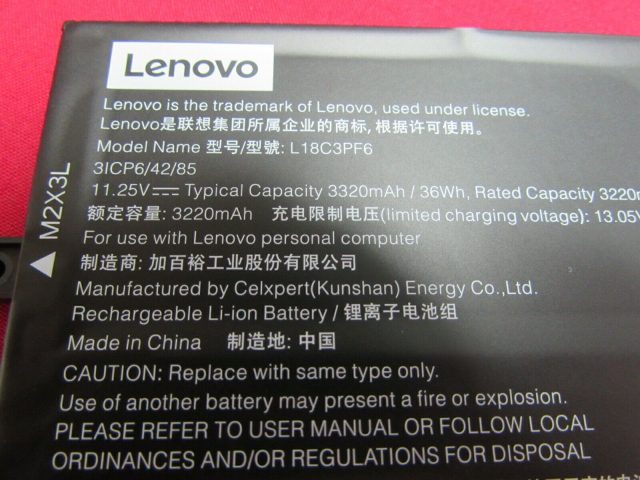 Lenovo
Lenovo is the trademark of Lenovo, used under license.
Lenovo是联想集团所属企业的商标, 根据许可使用。
Model Name 型号/型號: L18C3PF6
3ICP6/42/85
11.25V⎓ Typical Capacity 3320mAh / 36Wh, Rated Capacity 3220m
额定容量: 3220mAh 充电限制电压(limited charging voltage): 13.05V
For use with Lenovo personal computer
制造商: 加百裕工业股份有限公司
Manufactured by Celxpert(Kunshan) Energy Co.,Ltd.
Rechargeable Li-ion Battery / 锂离子电池组
Made in China 制造地: 中国
CAUTION: Replace with same type only.
Use of another battery may present a fire or explosion.
PLEASE REFER TO USER MANUAL OR FOLLOW LOCAL
ORDINANCES AND/OR REGULATIONS FOR DISPOSAL
M2X3L